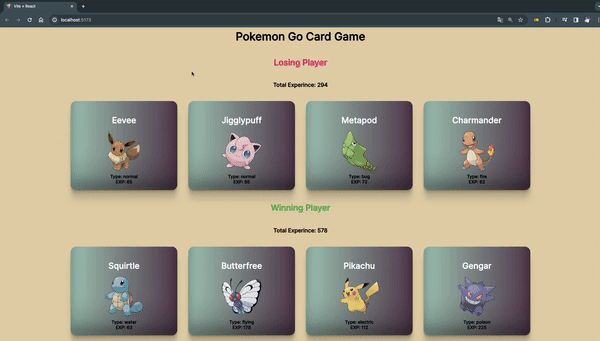 Vite + React
localhost:5173
Pokemon Go Card Game
Losing Player
Total Experince: 294
Eevee
Type: normal
EXP: 65
Jigglypuff
Type: normal
EXP: 95
Metapod
Type: bug
EXP: 72
Charmander
Type: fire
EXP: 62
Winning Player
Total Experince: 578
Squirtle
Type: water
EXP: 63
Butterfree
Type: flying
EXP: 178
Pikachu
Type: electric
EXP: 112
Gengar
Type: poison
EXP: 225